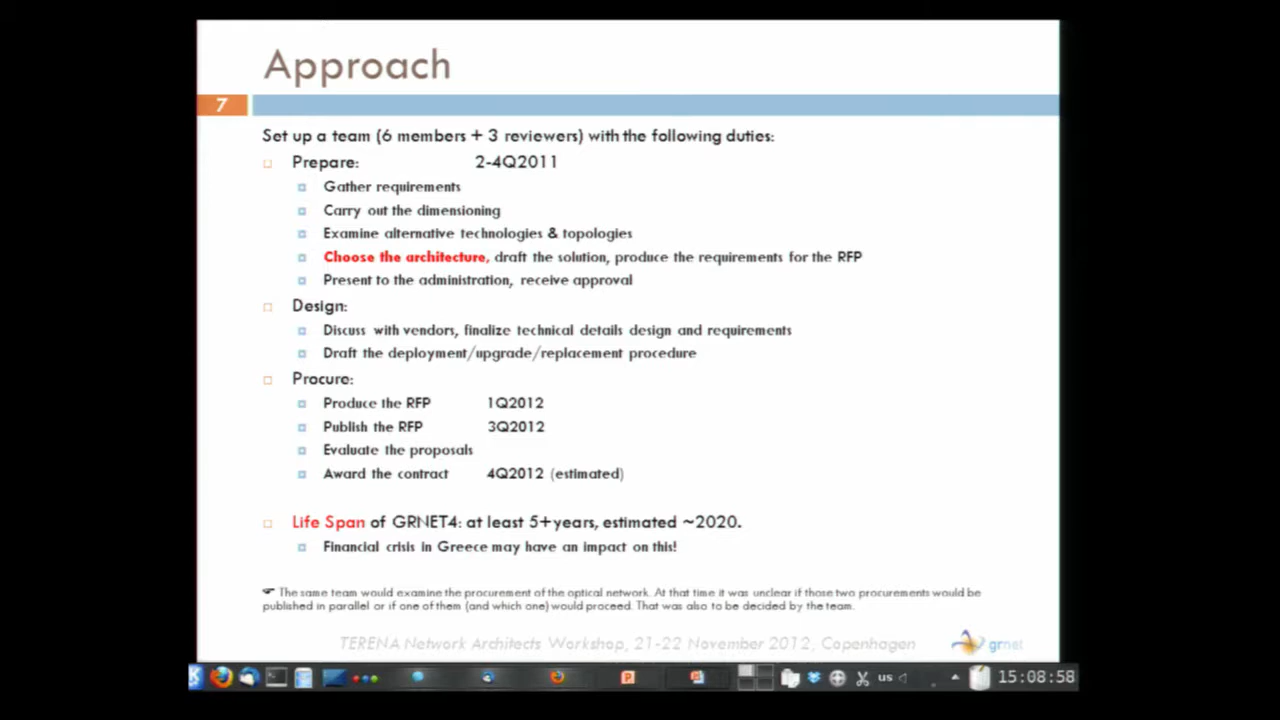 Approach
7
Set up a team (6 members + 3 reviewers) with the following duties:
Prepare: 2-4Q2011
Gather requirements
Carry out the dimensioning
Examine alternative technologies & topologies
Choose the architecture, draft the solution, produce the requirements for the RFP
Present to the administration, receive approval
Design:
Discuss with vendors, finalize technical details design and requirements
Draft the deployment/upgrade/replacement procedure
Procure:
Produce the RFP 1Q2012
Publish the RFP 3Q2012
Evaluate the proposals
Award the contract 4Q2012 (estimated)
Life Span of GRNET4: at least 5+years, estimated ~2020.
Financial crisis in Greece may have an impact on this!
☞ The same team would examine the procurement of the optical network. At that time it was unclear if those two procurements would be
published in parallel or if one of them (and which one) would proceed. That was also to be decided by the team.
TERENA Network Architects Workshop, 21-22 November 2012, Copenhagen
grnet
us 15:08:58